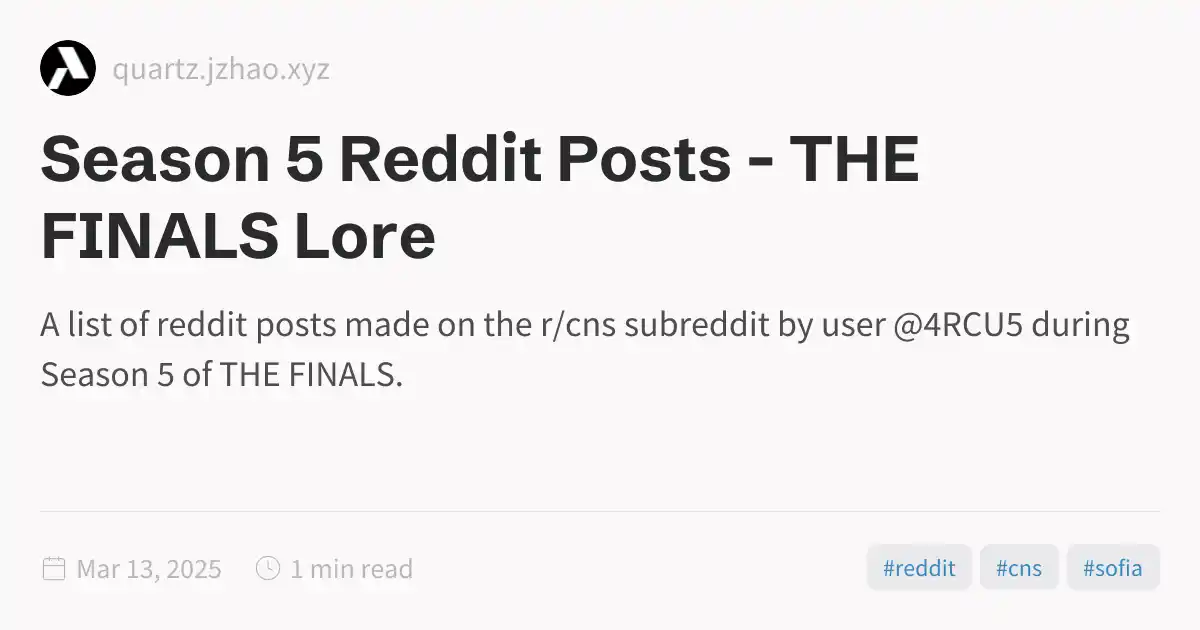 quartz.jzhao.xyz
Season 5 Reddit Posts - THE
FINALS Lore
A list of reddit posts made on the r/cns subreddit by user @4RCU5 during
Season 5 of THE FINALS.
Mar 13, 2025 1 min read #reddit #cns #sofia